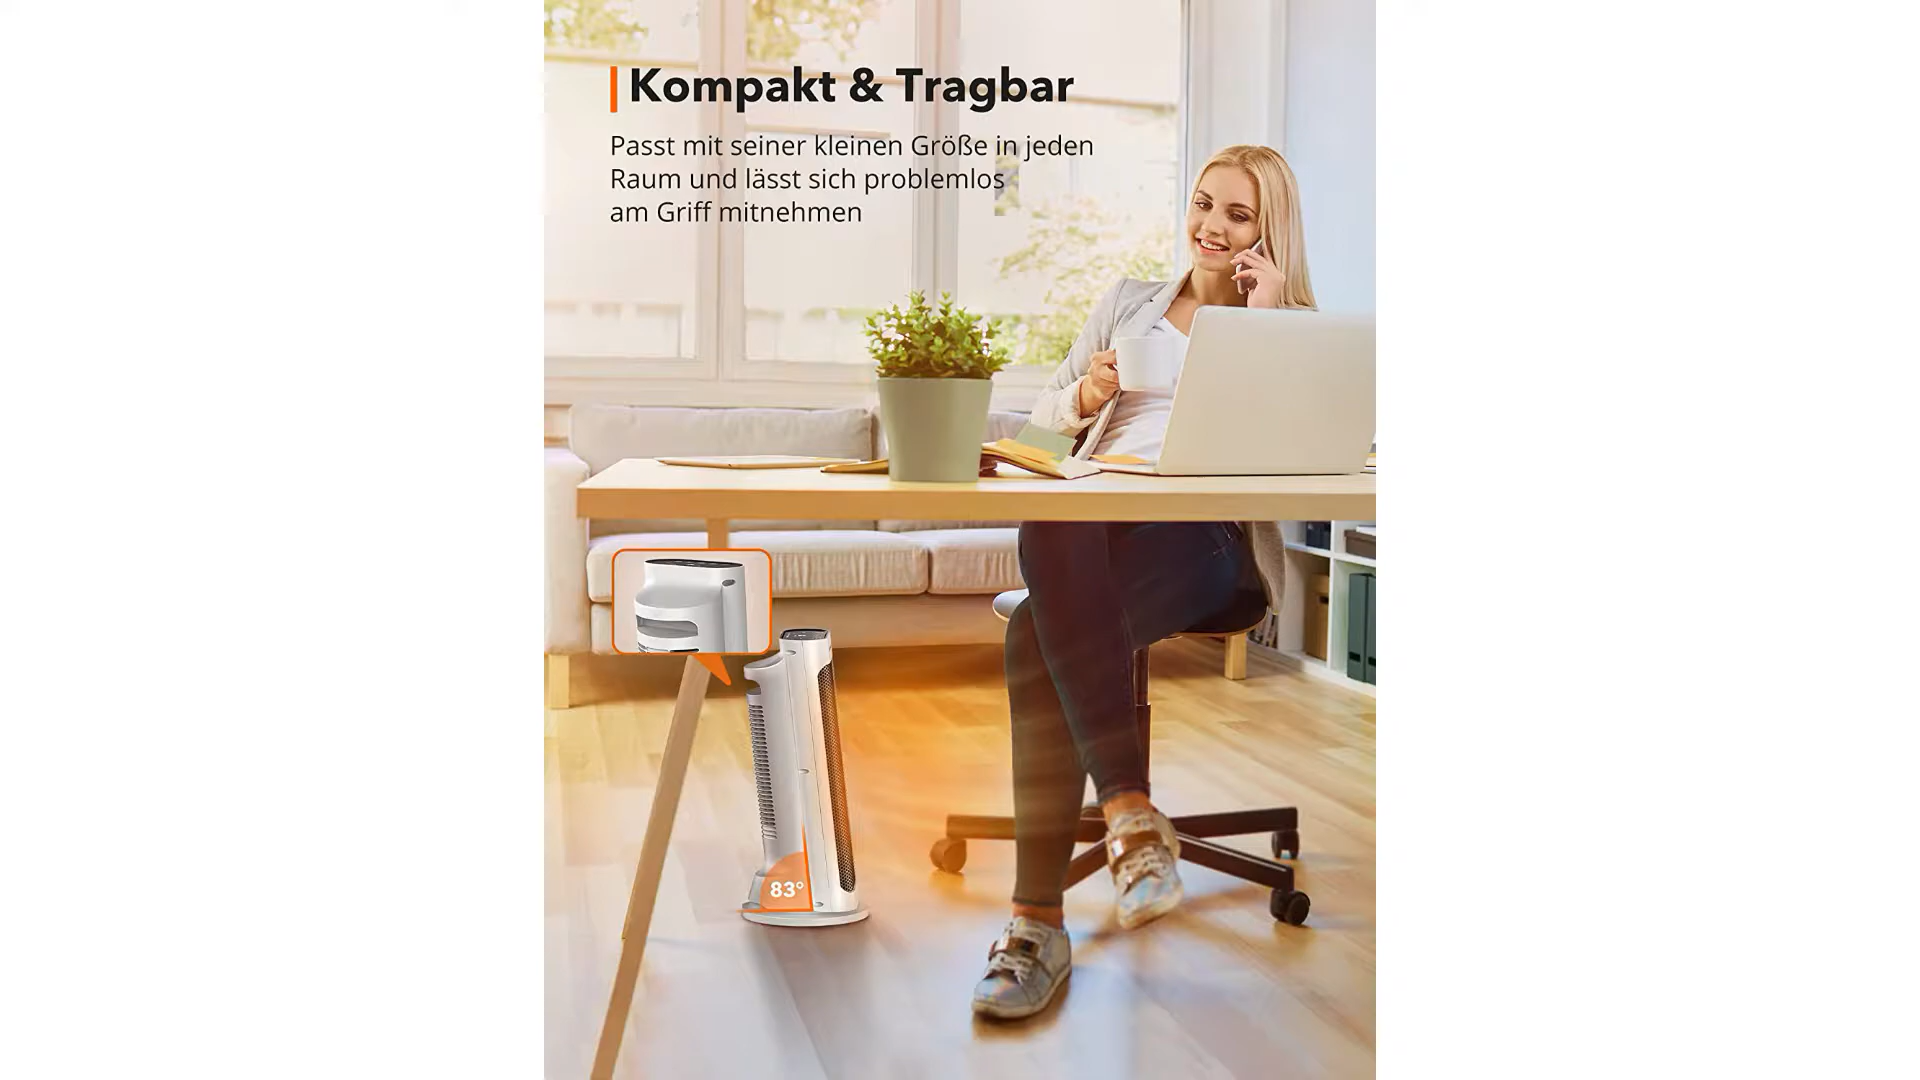 Kompakt & Tragbar
Passt mit seiner kleinen Größe in jeden
Raum und lässt sich problemlos
am Griff mitnehmen
83°